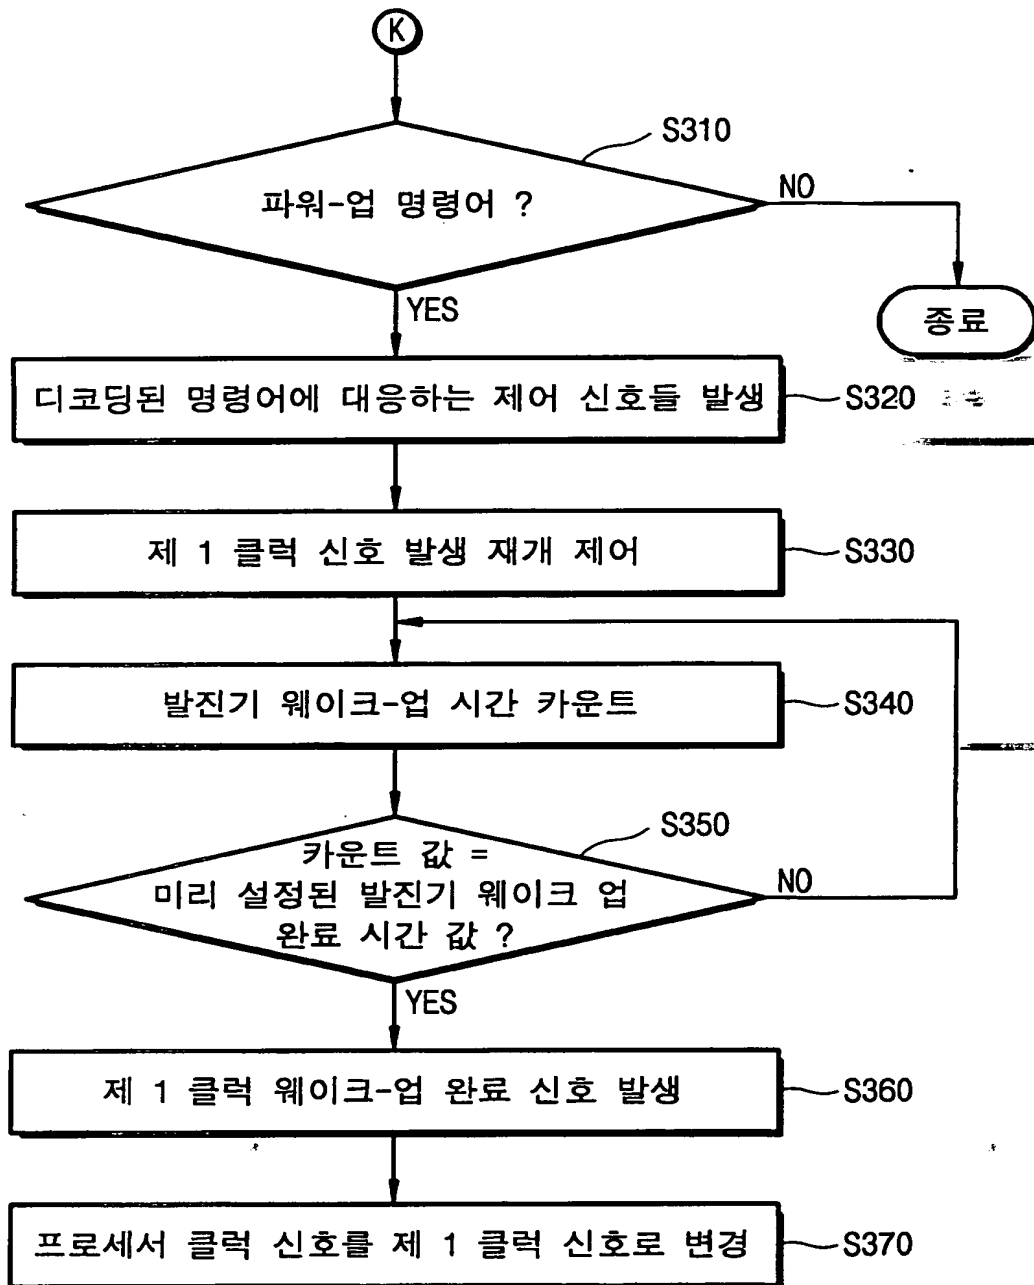 K
S310
파워-업 명령어 ?
NO
YES
종료
디코딩된 명령어에 대응하는 제어 신호들 발생
S320
제 1 클럭 신호 발생 재개 제어
S330
발진기 웨이크-업 시간 카운트
S340
S350
카운트 값 =
미리 설정된 발진기 웨이크 업
완료 시간 값 ?
NO
YES
제 1 클럭 웨이크-업 완료 신호 발생
S360
프로세서 클럭 신호를 제 1 클럭 신호로 변경
S370